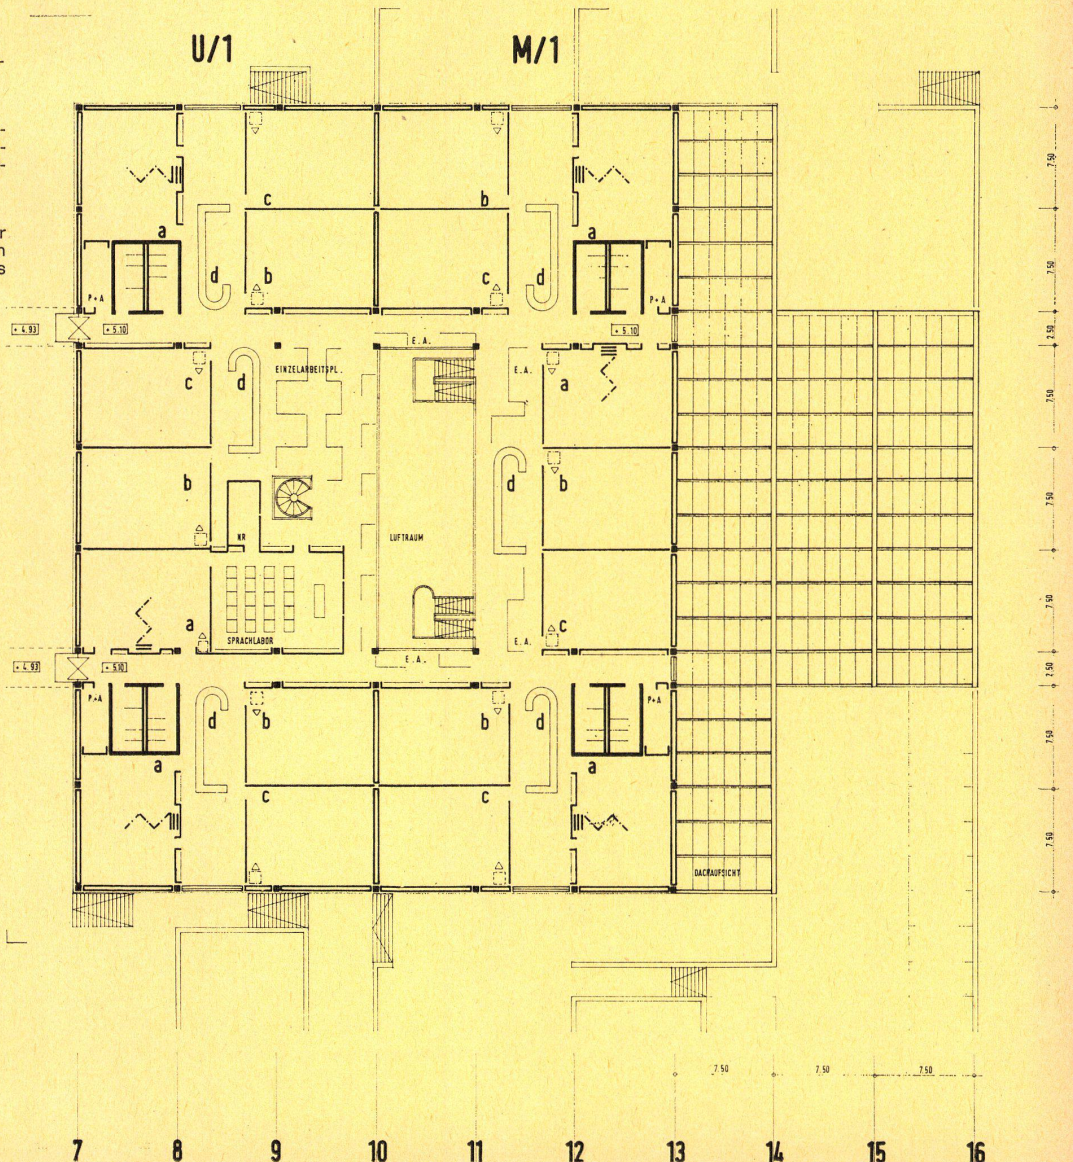 U/1 M/1
r
n
s
c b
a a
d b c d
P+A P+A
+ 4.93 + 5.10 + 5.10
7.50
7.50
2.50
7.50
7.50
7.50
2.50
7.50
7.50
E.A.
c d EINZELARBEITSPL. E.A. a
b d b
NR LUFTRAUM
a SPRACHLABOR c
E.A.
E.A.
+ 4.93 + 5.10
P+A P+A
d b b d
a a
c c
DACHAUFSICHT
7.50 7.50 7.50
7 8 9 10 11 12 13 14 15 16